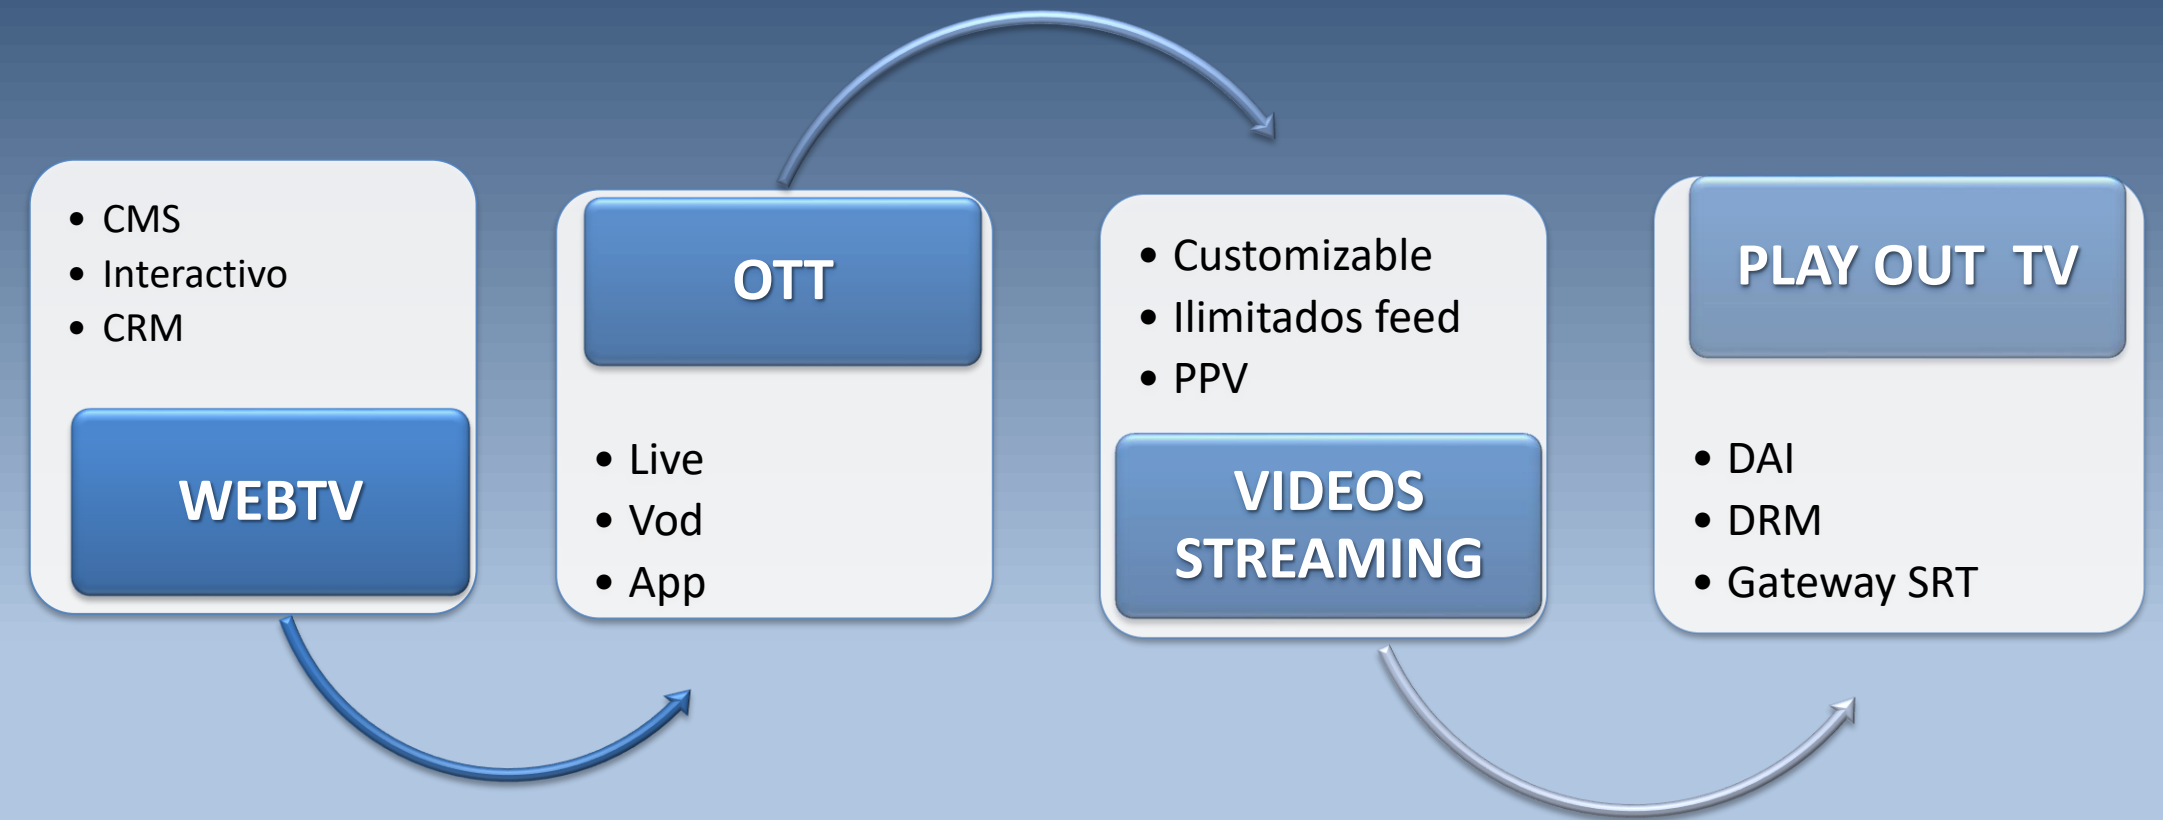 • CMS
• Interactivo
• CRM
WEBTV
OTT
• Live
• Vod
• App
• Customizable
• Ilimitados feed
• PPV
VIDEOS
STREAMING
PLAY OUT TV
• DAI
• DRM
• Gateway SRT